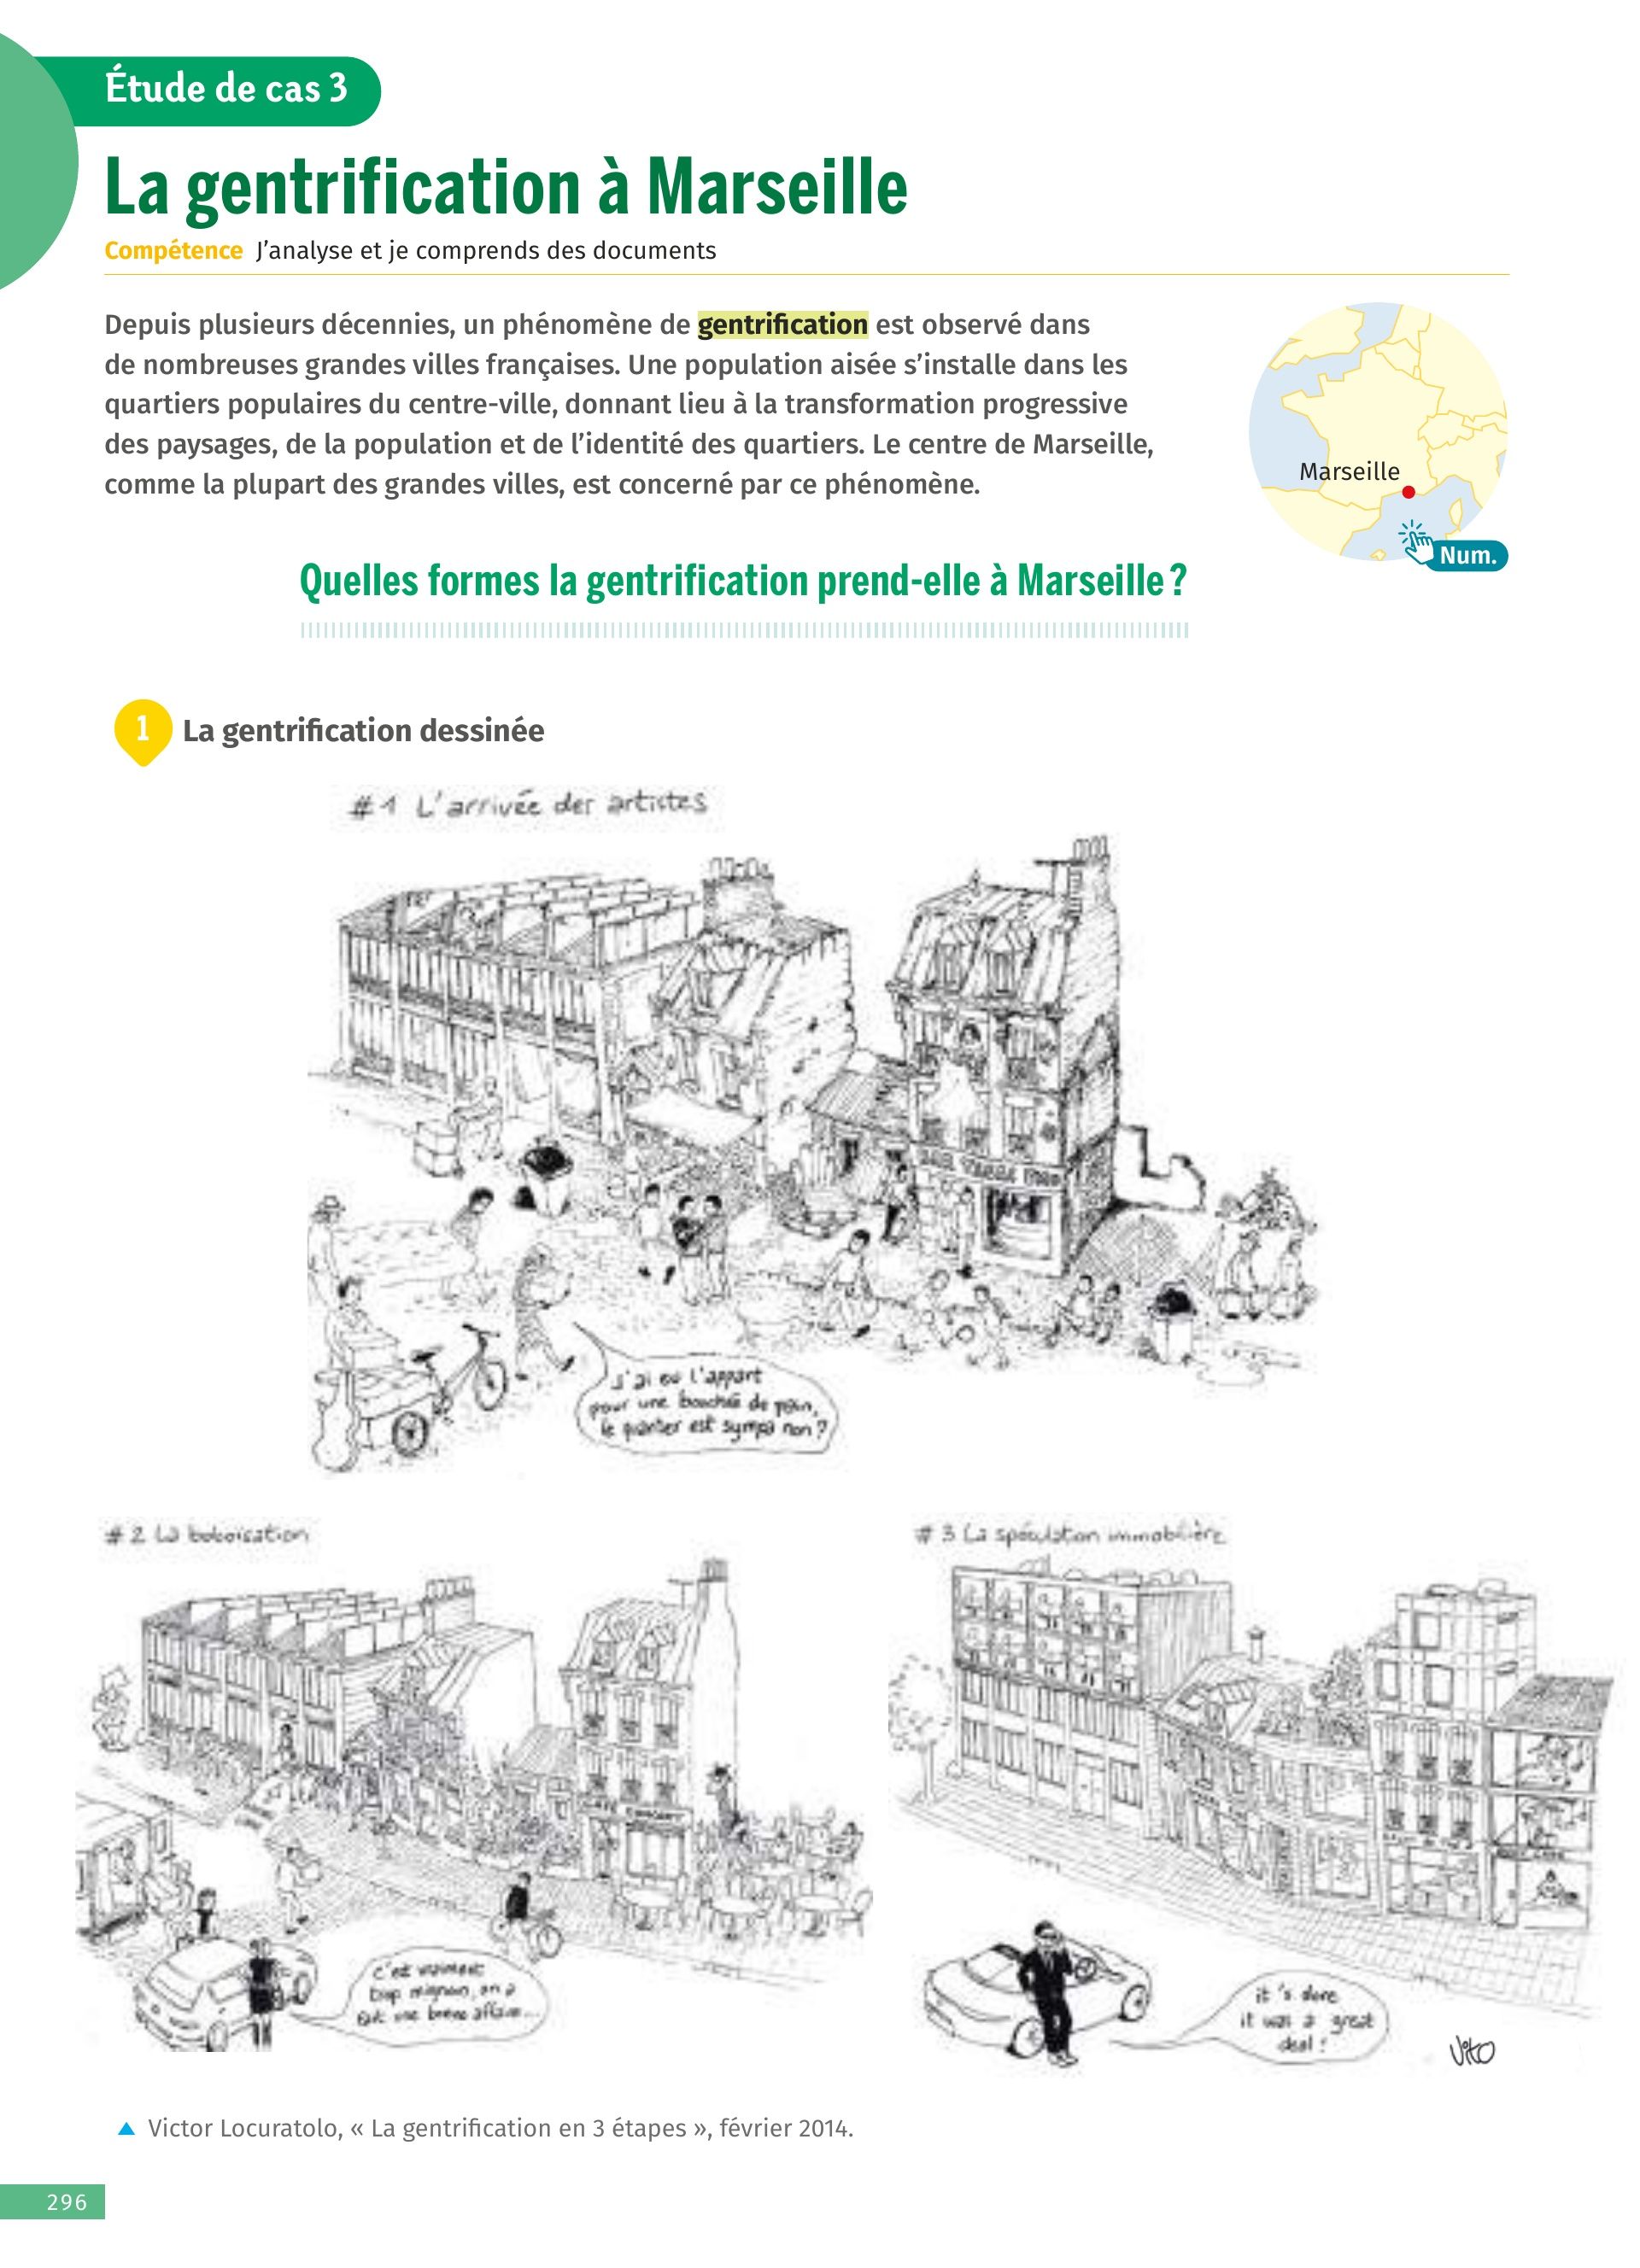 Étude de cas 3
La gentrification à Marseille
Compétence J'analyse et je comprends des documents
Depuis plusieurs décennies, un phénomène de gentrification est observé dans
de nombreuses grandes villes françaises. Une population aisée s'installe dans les
quartiers populaires du centre-ville, donnant lieu à la transformation progressive
des paysages, de la population et de l'identité des quartiers. Le centre de Marseille,
comme la plupart des grandes villes, est concerné par ce phénomène.
Marseille
Num.
Quelles formes la gentrification prend-elle à Marseille ?
1 La gentrification dessinée
#1 L'arrivée des artistes
J'ai eu l'appart
pour une bouchée de pain,
le quartier est sympa non ?
#2 La boboisation
c'est vraiment
trop mignon, on a
fait une bonne affaire...
#3 La spéculation immobilière
it's done
it was a great
deal !
Vito
Victor Locuratolo, « La gentrification en 3 étapes », février 2014.
296